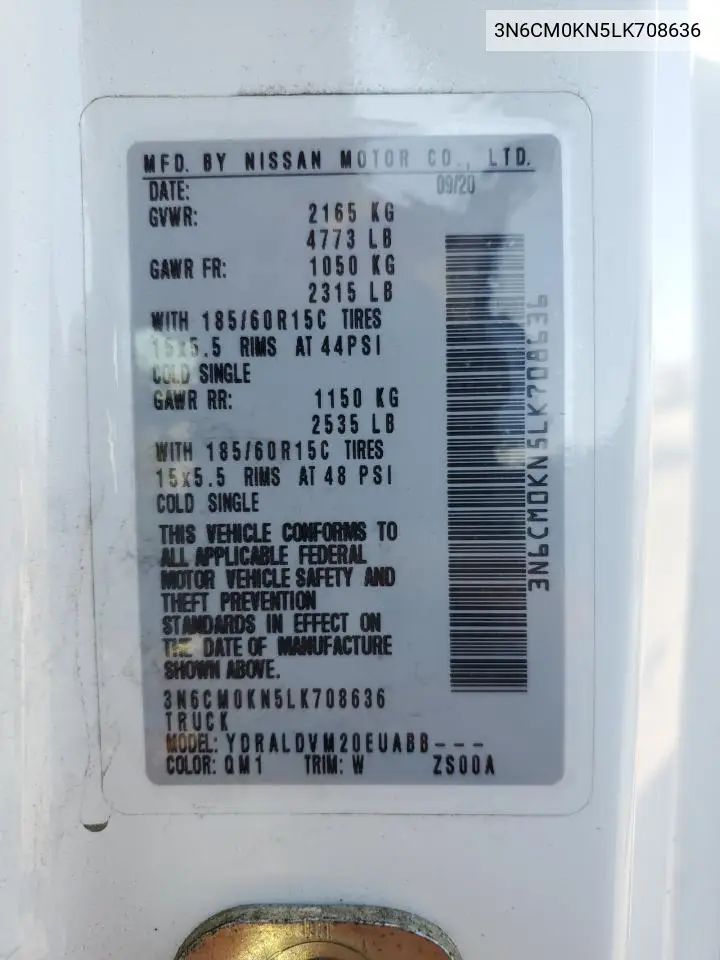 3N6CM0KN5LK708636
MFD. BY NISSAN MOTOR CO., LTD.
DATE: 09/20
GVWR: 2165 KG
4773 LB
GAWR FR: 1050 KG
2315 LB
WITH 185/60R15C TIRES
15x5.5 RIMS AT 44PSI
COLD SINGLE
GAWR RR: 1150 KG
2535 LB
WITH 185/60R15C TIRES
15x5.5 RIMS AT 48 PSI
COLD SINGLE
THIS VEHICLE CONFORMS TO
ALL APPLICABLE FEDERAL
MOTOR VEHICLE SAFETY AND
THEFT PREVENTION
STANDARDS IN EFFECT ON
THE DATE OF MANUFACTURE
SHOWN ABOVE.
3N6CM0KN5LK708636
TRUCK
MODEL: YDRALDVM20EUABB---
COLOR: QM1 TRIM: W ZS00A
3N6CM0KN5LK708636